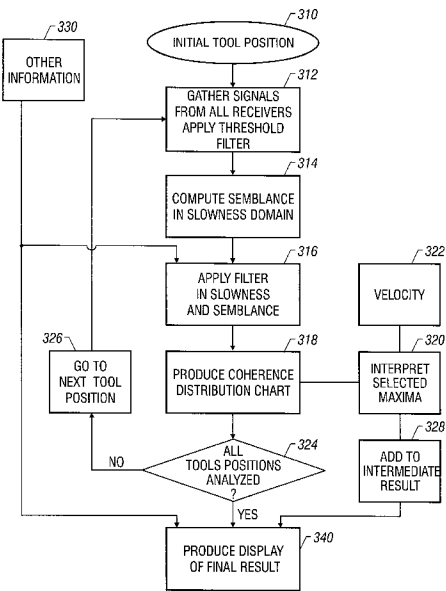 310
INITIAL TOOL POSITION
330
OTHER
INFORMATION
312
GATHER SIGNALS
FROM ALL RECEIVERS
APPLY THRESHOLD
FILTER
314
COMPUTE SEMBLANCE
IN SLOWNESS DOMAIN
316
APPLY FILTER
IN SLOWNESS
AND SEMBLANCE
322
VELOCITY
326
GO TO
NEXT TOOL
POSITION
318
PRODUCE COHERENCE
DISTRIBUTION CHART
320
INTERPRET
SELECTED
MAXIMA
324
ALL
TOOLS POSITIONS
ANALYZED
?
NO
YES
328
ADD TO
INTERMEDIATE
RESULT
340
PRODUCE DISPLAY
OF FINAL RESULT